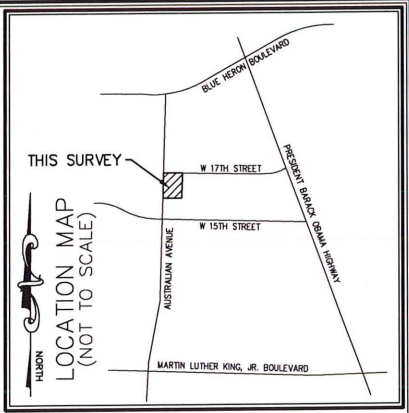 BLUE HERON BOULEVARD
THIS SURVEY
W 17TH STREET
PRESIDENT BARACK OBAMA HIGHWAY
W 15TH STREET
AUSTRALIAN AVENUE
LOCATION MAP
(NOT TO SCALE)
NORTH
MARTIN LUTHER KING, JR. BOULEVARD